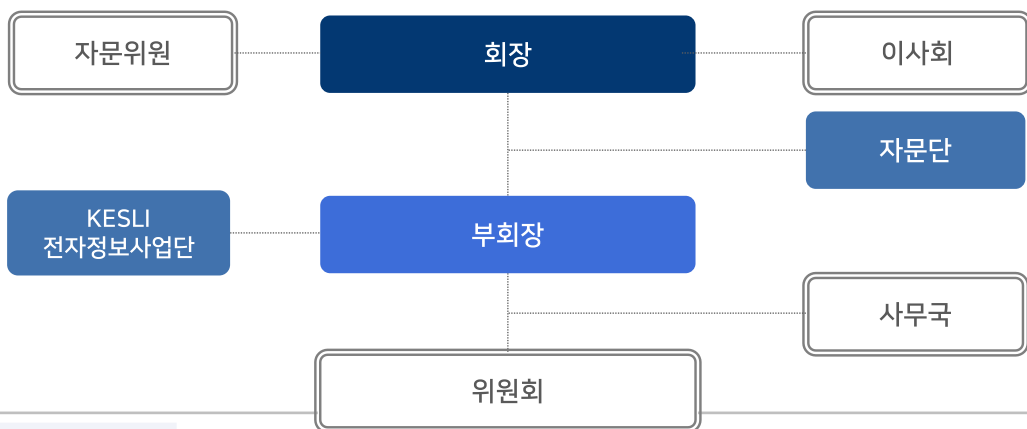 자문위원
회장
이사회
자문단
KESLI
전자정보사업단
부회장
사무국
위원회